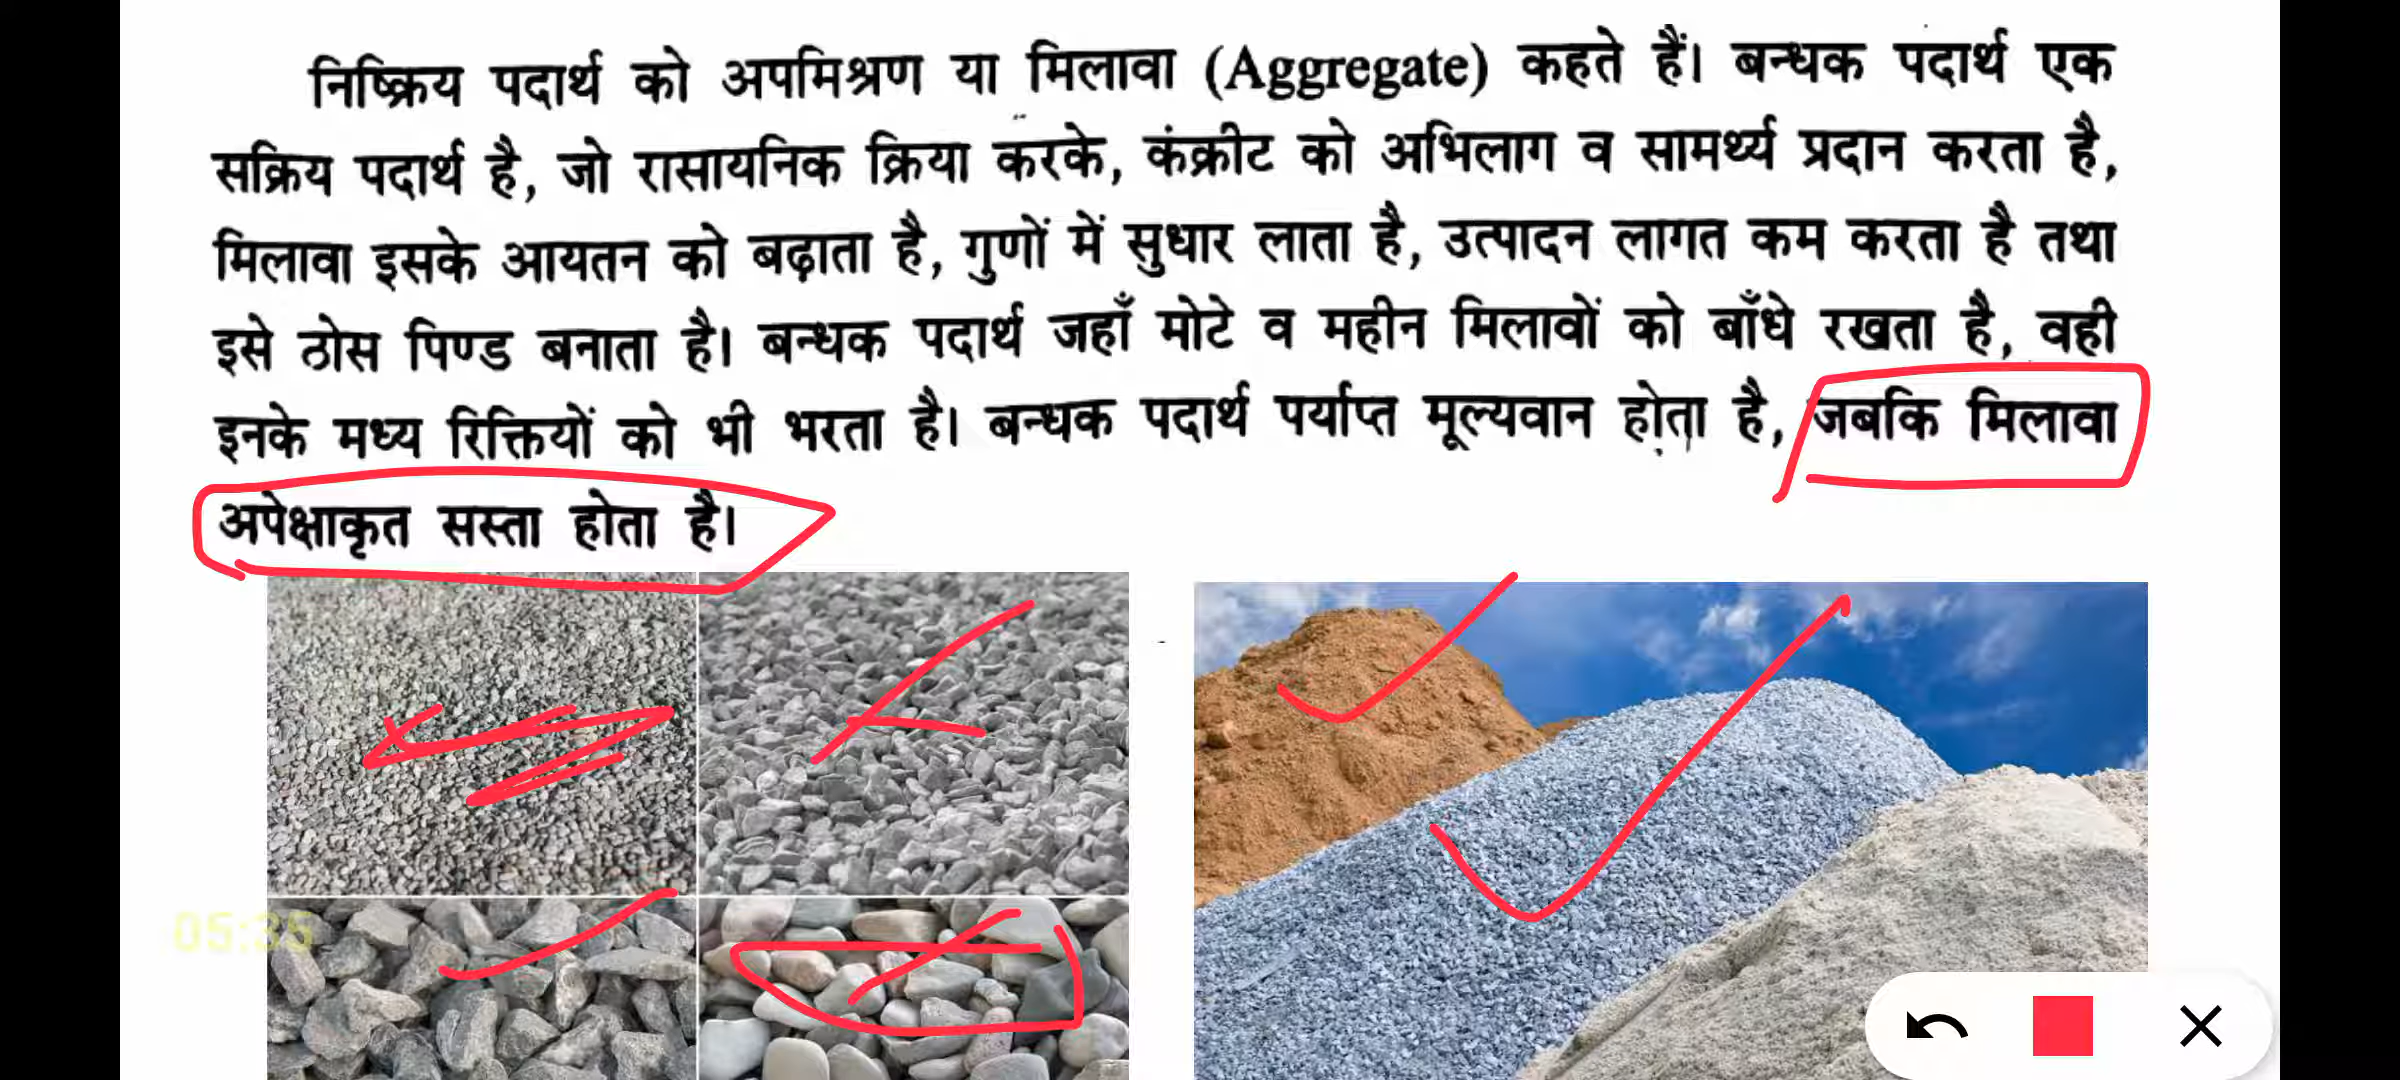 निष्क्रिय पदार्थ को अपमिश्रण या मिलावा (Aggregate) कहते हैं। बन्धक पदार्थ एक
सक्रिय पदार्थ है, जो रासायनिक क्रिया करके, कंक्रीट को अभिलाग व सामर्थ्य प्रदान करता है,
मिलावा इसके आयतन को बढ़ाता है, गुणों में सुधार लाता है, उत्पादन लागत कम करता है तथा
इसे ठोस पिण्ड बनाता है। बन्धक पदार्थ जहाँ मोटे व महीन मिलावों को बाँधे रखता है, वही
इनके मध्य रिक्तियों को भी भरता है। बन्धक पदार्थ पर्याप्त मूल्यवान होता है, जबकि मिलावा
अपेक्षाकृत सस्ता होता है।
05:35